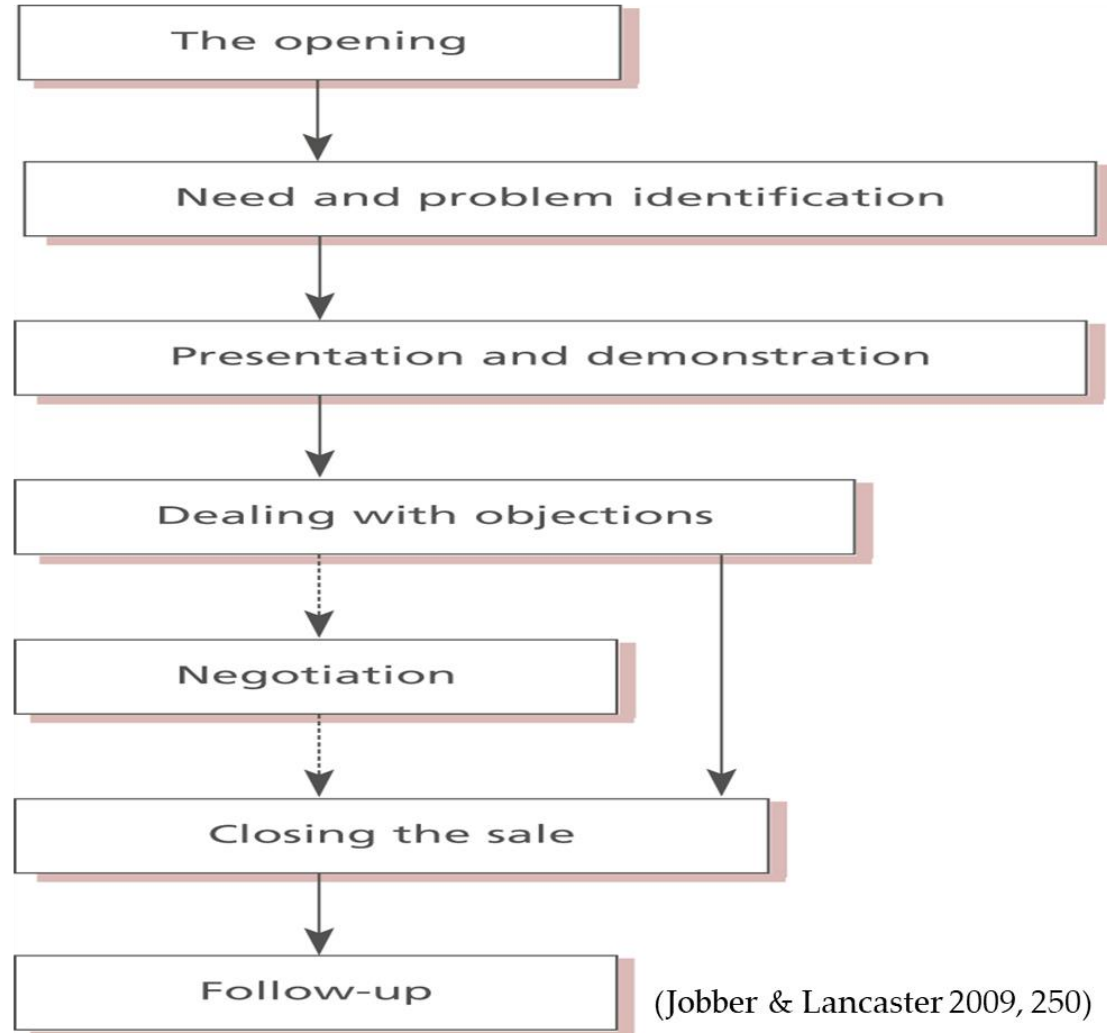 The opening
Need and problem identification
Presentation and demonstration
Dealing with objections
Negotiation
Closing the sale
Follow-up
(Jobber & Lancaster 2009, 250)